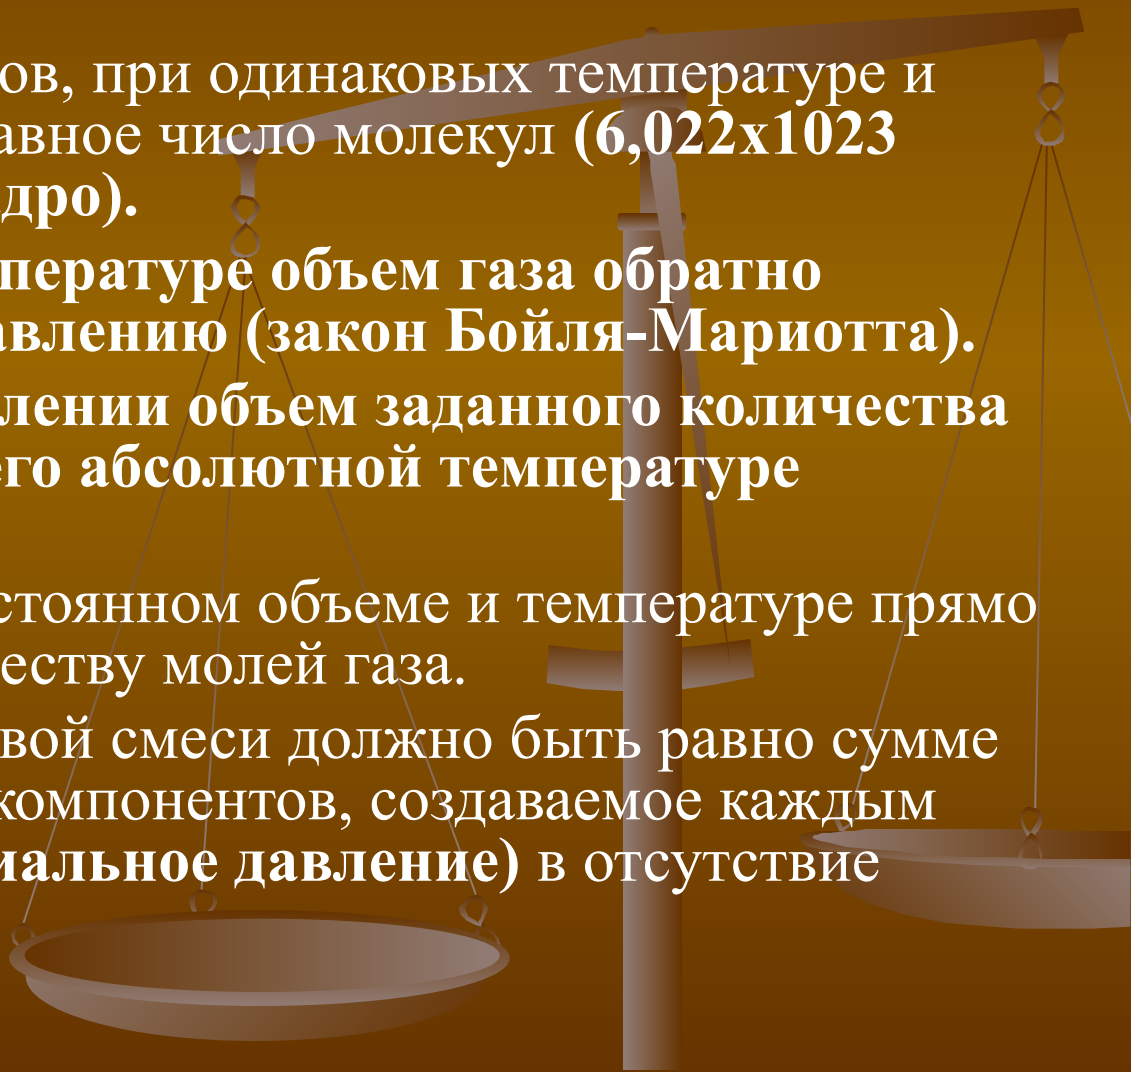 ов, при одинаковых температуре и
авное число молекул (6,022х1023
дро).
пературе объем газа обратно
авлению (закон Бойля-Мариотта).
лении объем заданного количества
его абсолютной температуре
стоянном объеме и температуре прямо
еству молей газа.
вой смеси должно быть равно сумме
компонентов, создаваемое каждым
иальное давление) в отсутствие